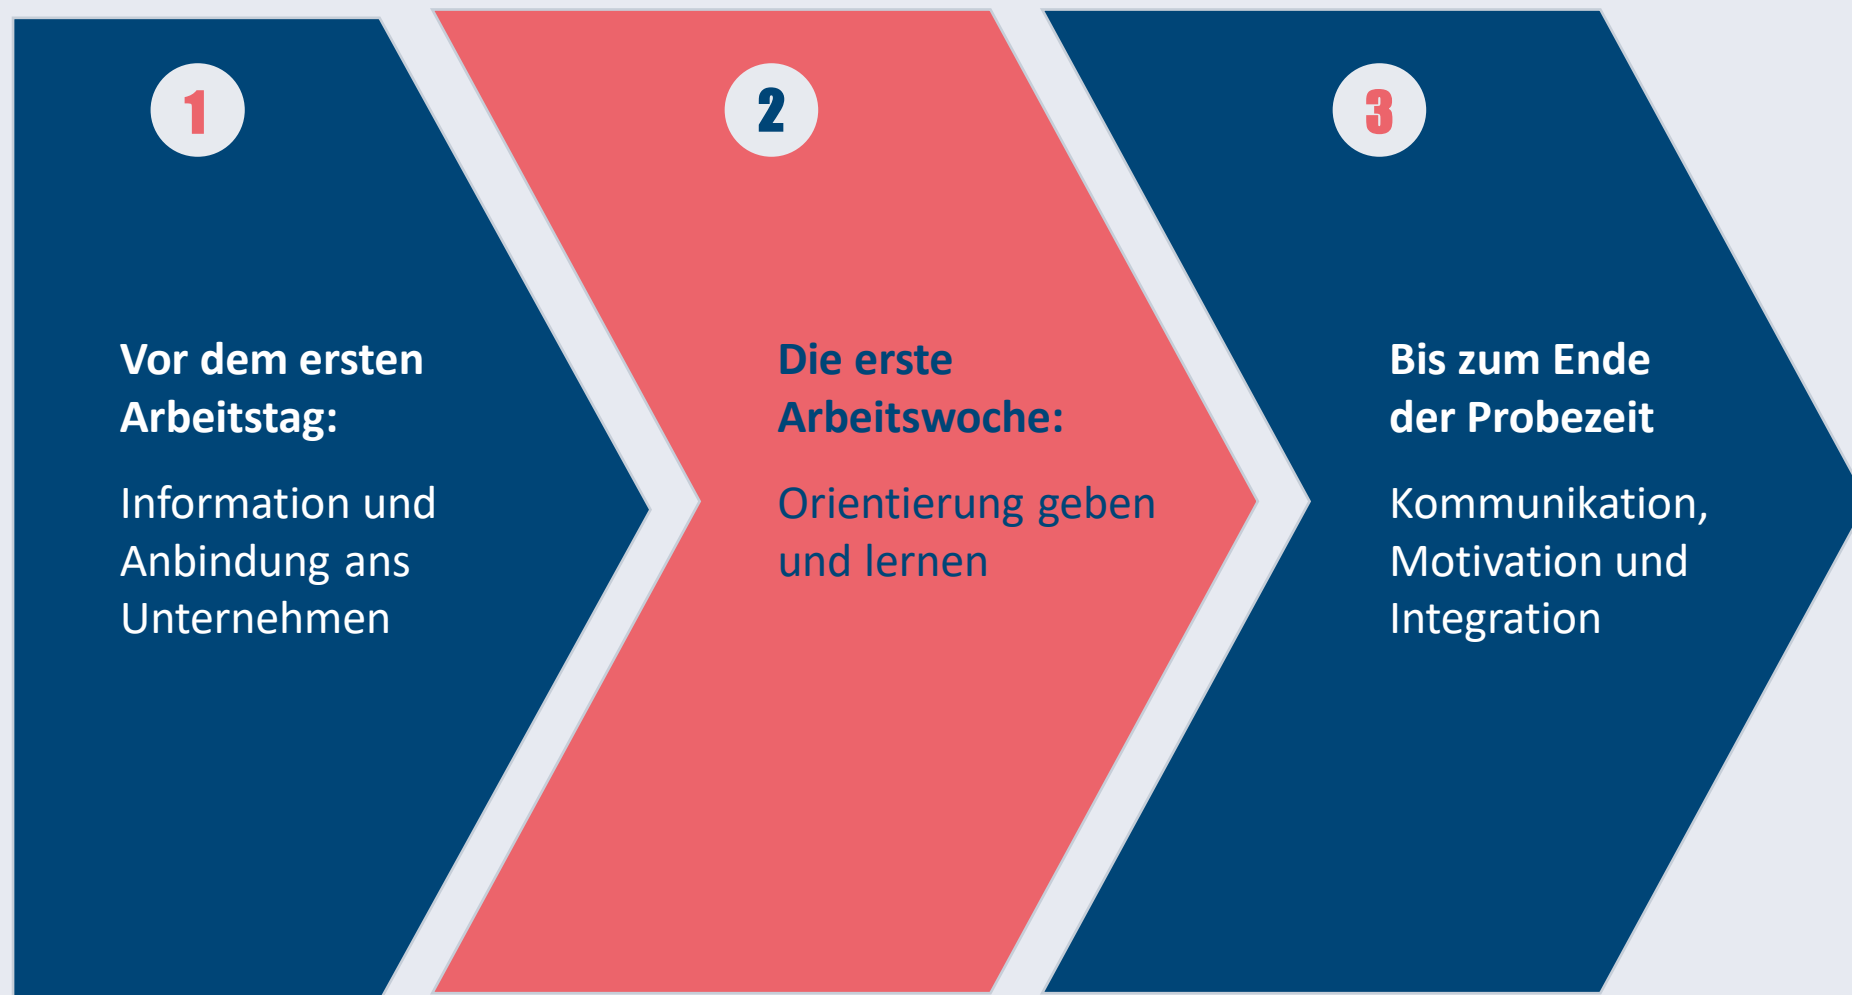 1
Vor dem ersten
Arbeitstag:
Information und
Anbindung ans
Unternehmen
2
Die erste
Arbeitswoche:
Orientierung geben
und lernen
3
Bis zum Ende
der Probezeit
Kommunikation,
Motivation und
Integration